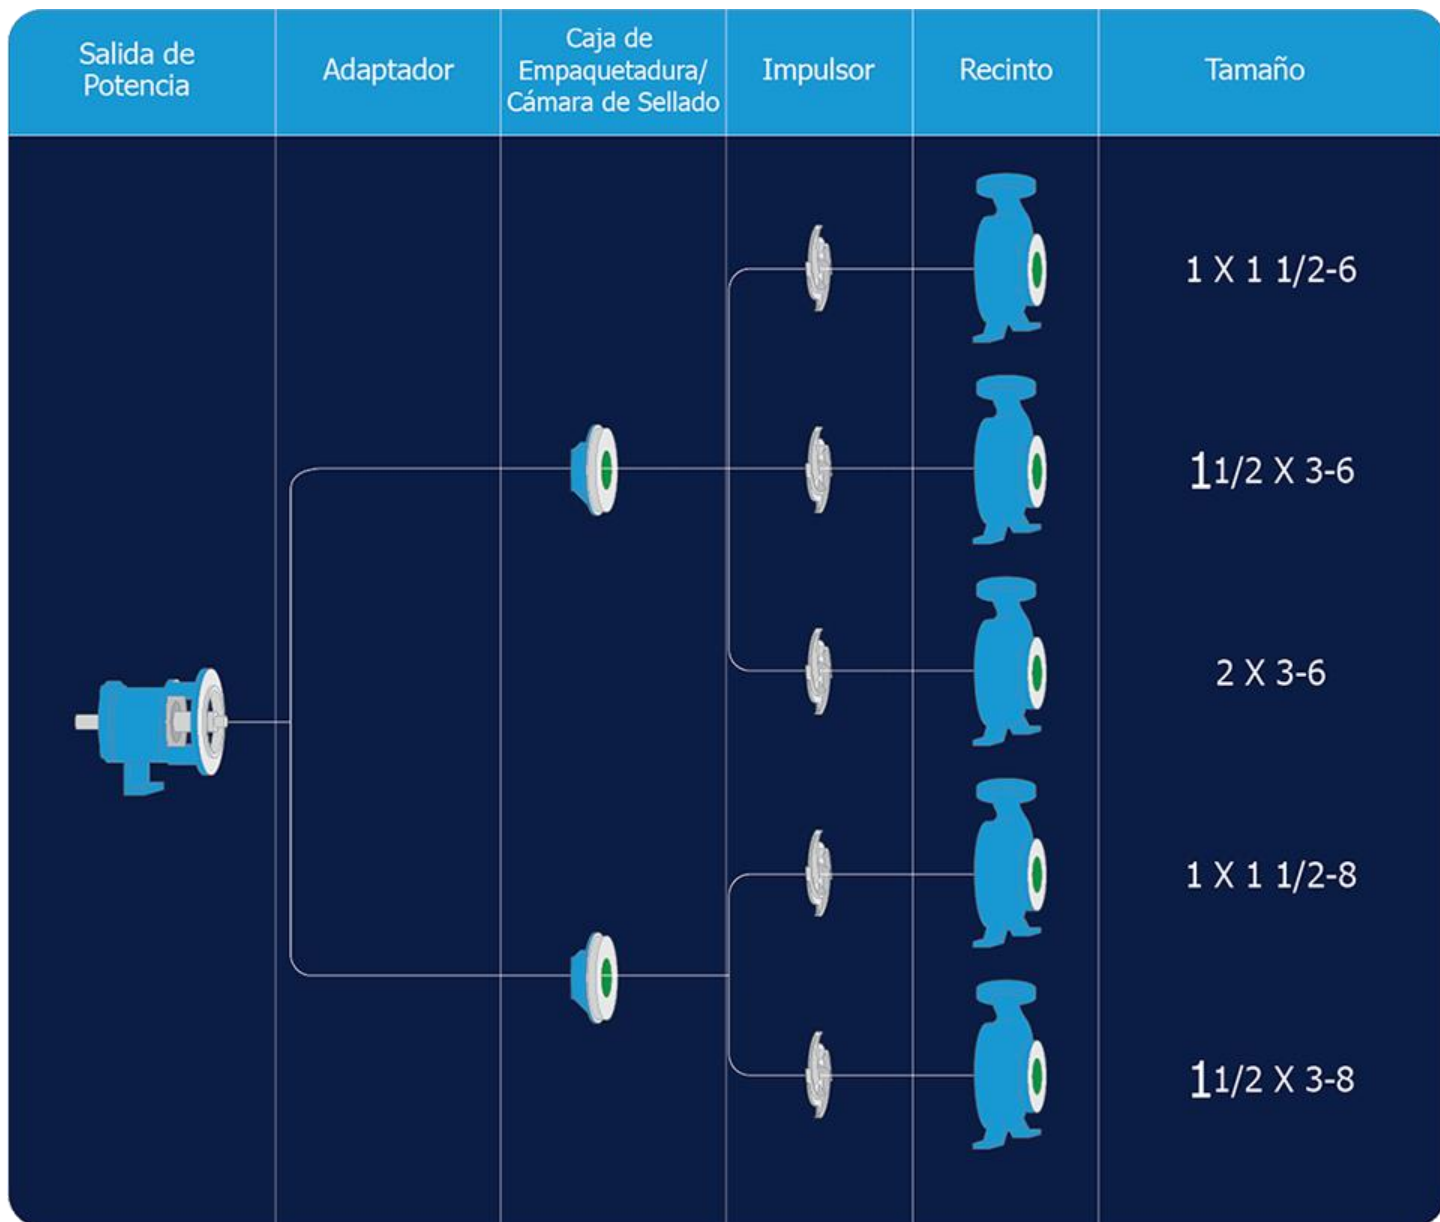 Salida de
Potencia
Adaptador
Caja de
Empaquetadura/
Cámara de Sellado
Impulsor
Recinto
Tamaño
1 X 1 1/2-6
11/2 X 3-6
2 X 3-6
1 X 1 1/2-8
11/2 X 3-8